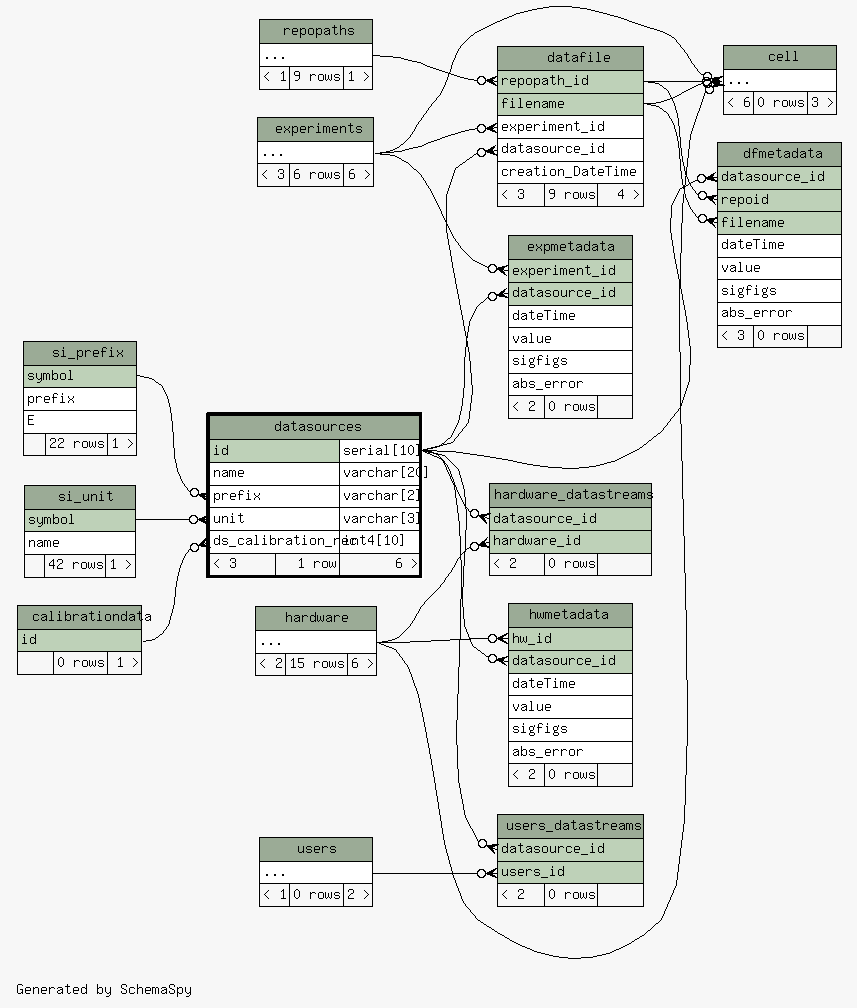 repopaths
...
< 1 9 rows 1 >
experiments
...
< 3 6 rows 6 >
datafile
repopath_id
filename
experiment_id
datasource_id
creation_DateTime
< 3 9 rows 4 >
cell
...
< 6 0 rows 3 >
dfmetadata
datasource_id
repoid
filename
dateTime
value
sigfigs
abs_error
< 3 0 rows
expmetadata
experiment_id
datasource_id
dateTime
value
sigfigs
abs_error
< 2 0 rows
si_prefix
symbol
prefix
E
22 rows 1 >
si_unit
symbol
name
42 rows 1 >
calibrationdata
id
0 rows 1 >
datasources
id serial[10]
name varchar[20]
prefix varchar[2]
unit varchar[3]
ds_calibration_rec int4[10]
< 3 1 row 6 >
hardware_datastreams
datasource_id
hardware_id
< 2 0 rows
hardware
...
< 2 15 rows 6 >
hwmetadata
hw_id
datasource_id
dateTime
value
sigfigs
abs_error
< 2 0 rows
users
...
< 1 0 rows 2 >
users_datastreams
datasource_id
users_id
< 2 0 rows
Generated by SchemaSpy